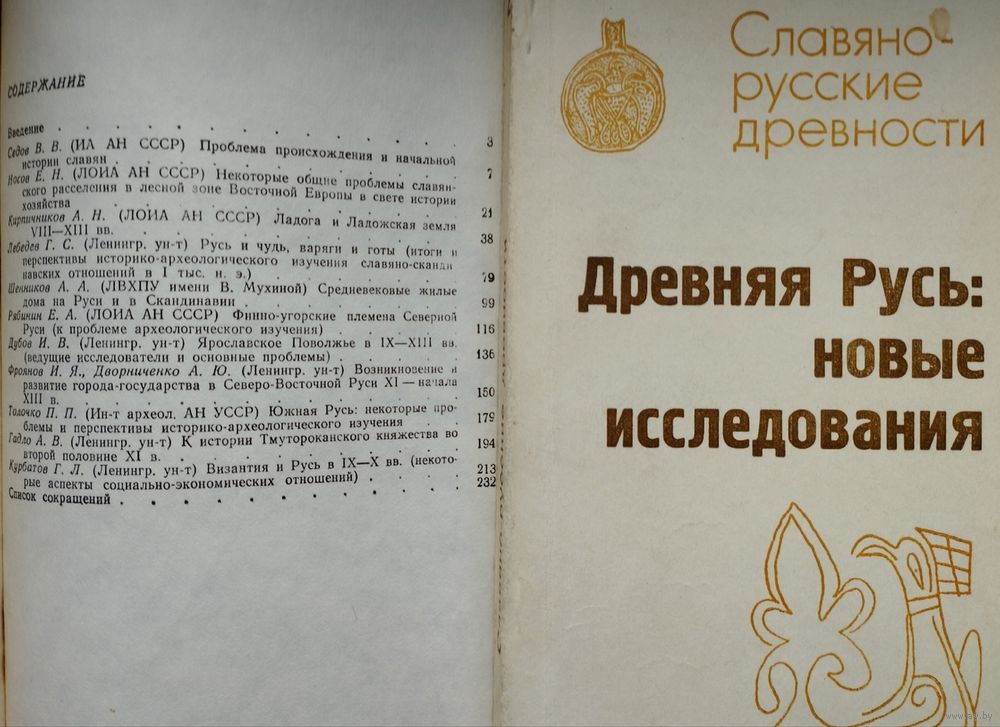 СОДЕРЖАНИЕ
Введение . . . . . . . . . . 3
Седов В. В. (ИА АН СССР) Проблема происхождения и начальной
истории славян . . . . . . . . . . 7
Носов Е. Н. (ЛОИА АН СССР) Некоторые общие проблемы славян-
ского расселения в лесной зоне Восточной Европы в свете истории
хозяйства . . . . . . . . . . 21
Кирпичников А. Н. (ЛОИА АН СССР) Ладога и Ладожская земля
VIII—XIII вв. . . . . . . . . . . 38
Лебедев Г. С. (Ленингр. ун-т) Русь и чудь, варяги и готы (итоги и
перспективы историко-археологического изучения славяно-сканди
навских отношений в I тыс. н. э.) . . . . . . 79
Шенников А. А. (ЛВХПУ имени В. Мухиной) Средневековые жилые
дома на Руси и в Скандинавии . . . . . . . 99
Рябинин Е. А. (ЛОИА АН СССР) Финно-угорские племена Северной
Руси (к проблеме археологического изучения) . . . . 116
Дубов И. В. (Ленингр. ун-т) Ярославское Поволжье в IX—XIII вв.
(ведущие исследователи и основные проблемы) . . . . 136
Фроянов И. Я., Дворниченко А. Ю. (Ленингр. ун-т) Возникновение и
развитие города-государства в Северо-Восточной Руси XI — начала
XIII в. . . . . . . . . . . 150
Толочко П. П. (Ин-т археол. АН УССР) Южная Русь: некоторые про-
блемы и перспективы историко-археологического изучения . . 179
Гадло А. В. (Ленингр. ун-т) К истории Тмутороканского княжества во
второй половине XI в. . . . . . . . . . 194
Курбатов Г. Л. (Ленингр. ун-т) Византия и Русь в IX—X вв. (некото-
рые аспекты социально-экономических отношений) . . . . 213
Список сокращений . . . . . . . . . . 232
Славяно-
русские
древности
Древняя Русь:
новые
исследования
www.ay.by